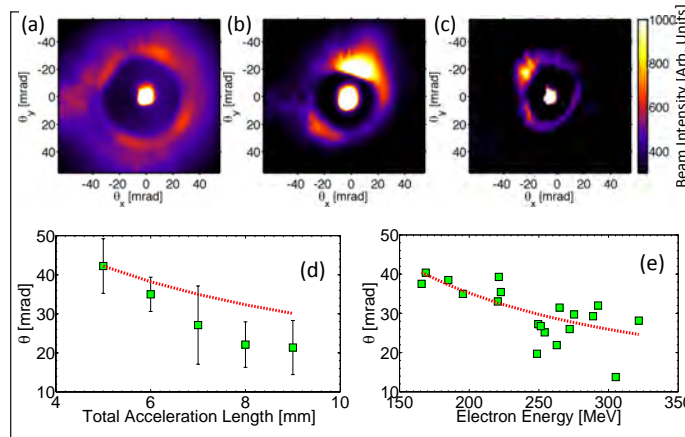 (a)
(b)
(c)
-40
-20
0
20
40
θy [mrad]
-40 -20 0 20 40
θx [mrad]
-40
-20
0
20
40
θy [mrad]
-40 -20 0 20 40
θx [mrad]
-40
-20
0
20
40
θy [mrad]
-40 -20 0 20 40
θx [mrad]
1000
800
600
400
Beam Intensity [Arb. Units]
(d)
50
40
30
20
10
θ [mrad]
4 6 8 10
Total Acceleration Length [mm]
(e)
50
40
30
20
10
θ [mrad]
150 200 250 300 350
Electron Energy [MeV]